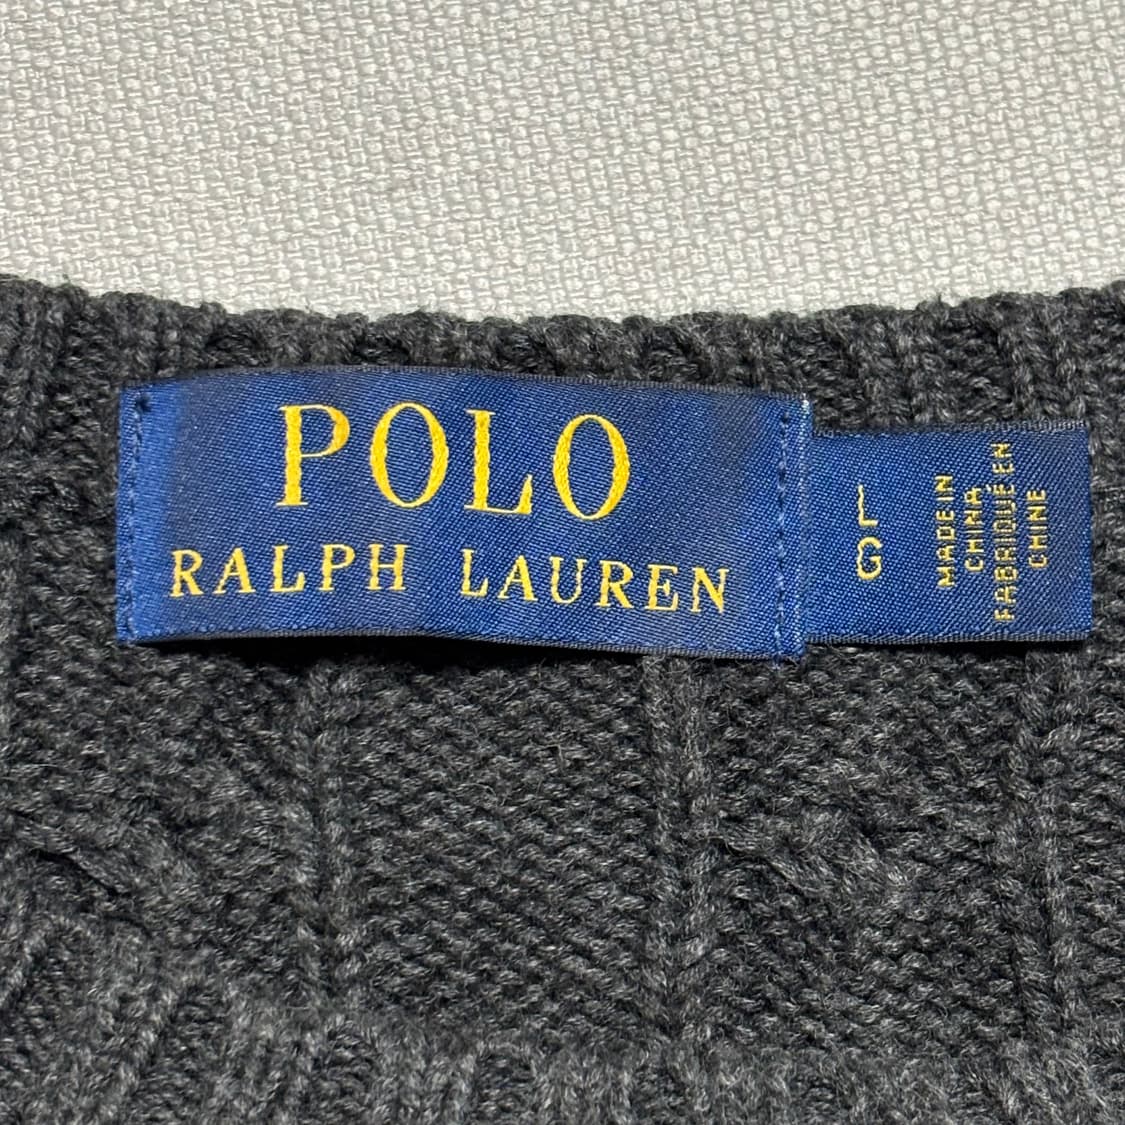 POLO
RALPH LAUREN
L
G
MADE IN
CHINA
FABRIQUÉ EN
CHINE